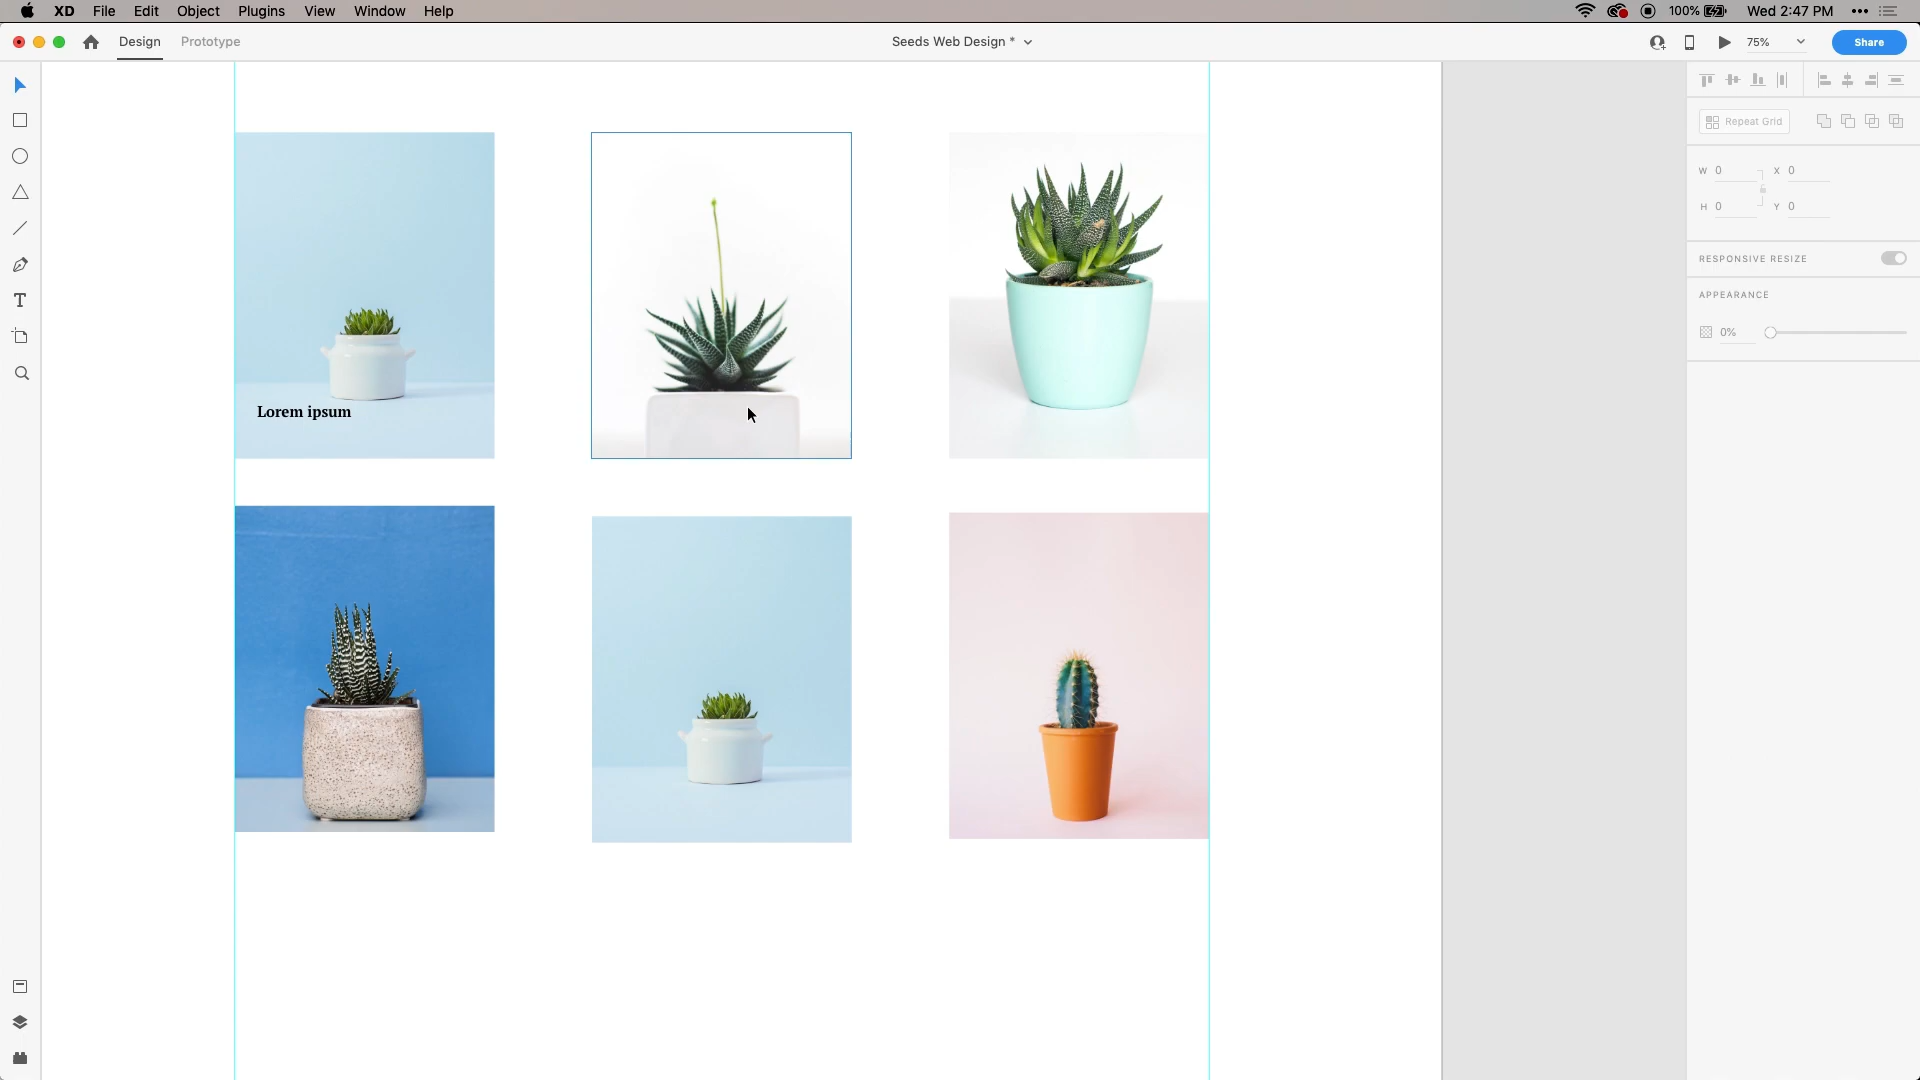 XD File Edit Object Plugins View Window Help 100% Wed 2:47 PM
Design Prototype Seeds Web Design * 75% Share
Repeat Grid
W 0 X 0
H 0 Y 0
RESPONSIVE RESIZE
APPEARANCE
0%
T
Lorem ipsum